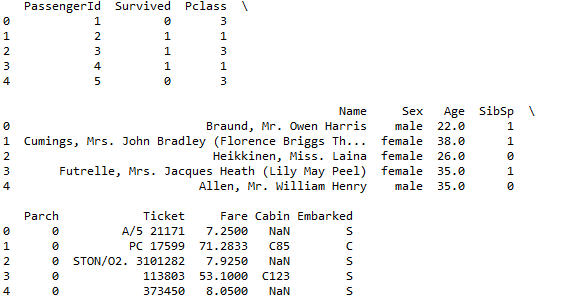 PassengerId  Survived  Pclass  \
0            1         0       3
1            2         1       1
2            3         1       3
3            4         1       1
4            5         0       3

                                                Name     Sex   Age  SibSp  \
0                            Braund, Mr. Owen Harris    male  22.0      1
1  Cumings, Mrs. John Bradley (Florence Briggs Th...  female  38.0      1
2                             Heikkinen, Miss. Laina  female  26.0      0
3       Futrelle, Mrs. Jacques Heath (Lily May Peel)  female  35.0      1
4                           Allen, Mr. William Henry    male  35.0      0

   Parch            Ticket     Fare Cabin Embarked
0      0         A/5 21171   7.2500   NaN        S
1      0          PC 17599  71.2833   C85        C
2      0  STON/O2. 3101282   7.9250   NaN        S
3      0            113803  53.1000  C123        S
4      0            373450   8.0500   NaN        S